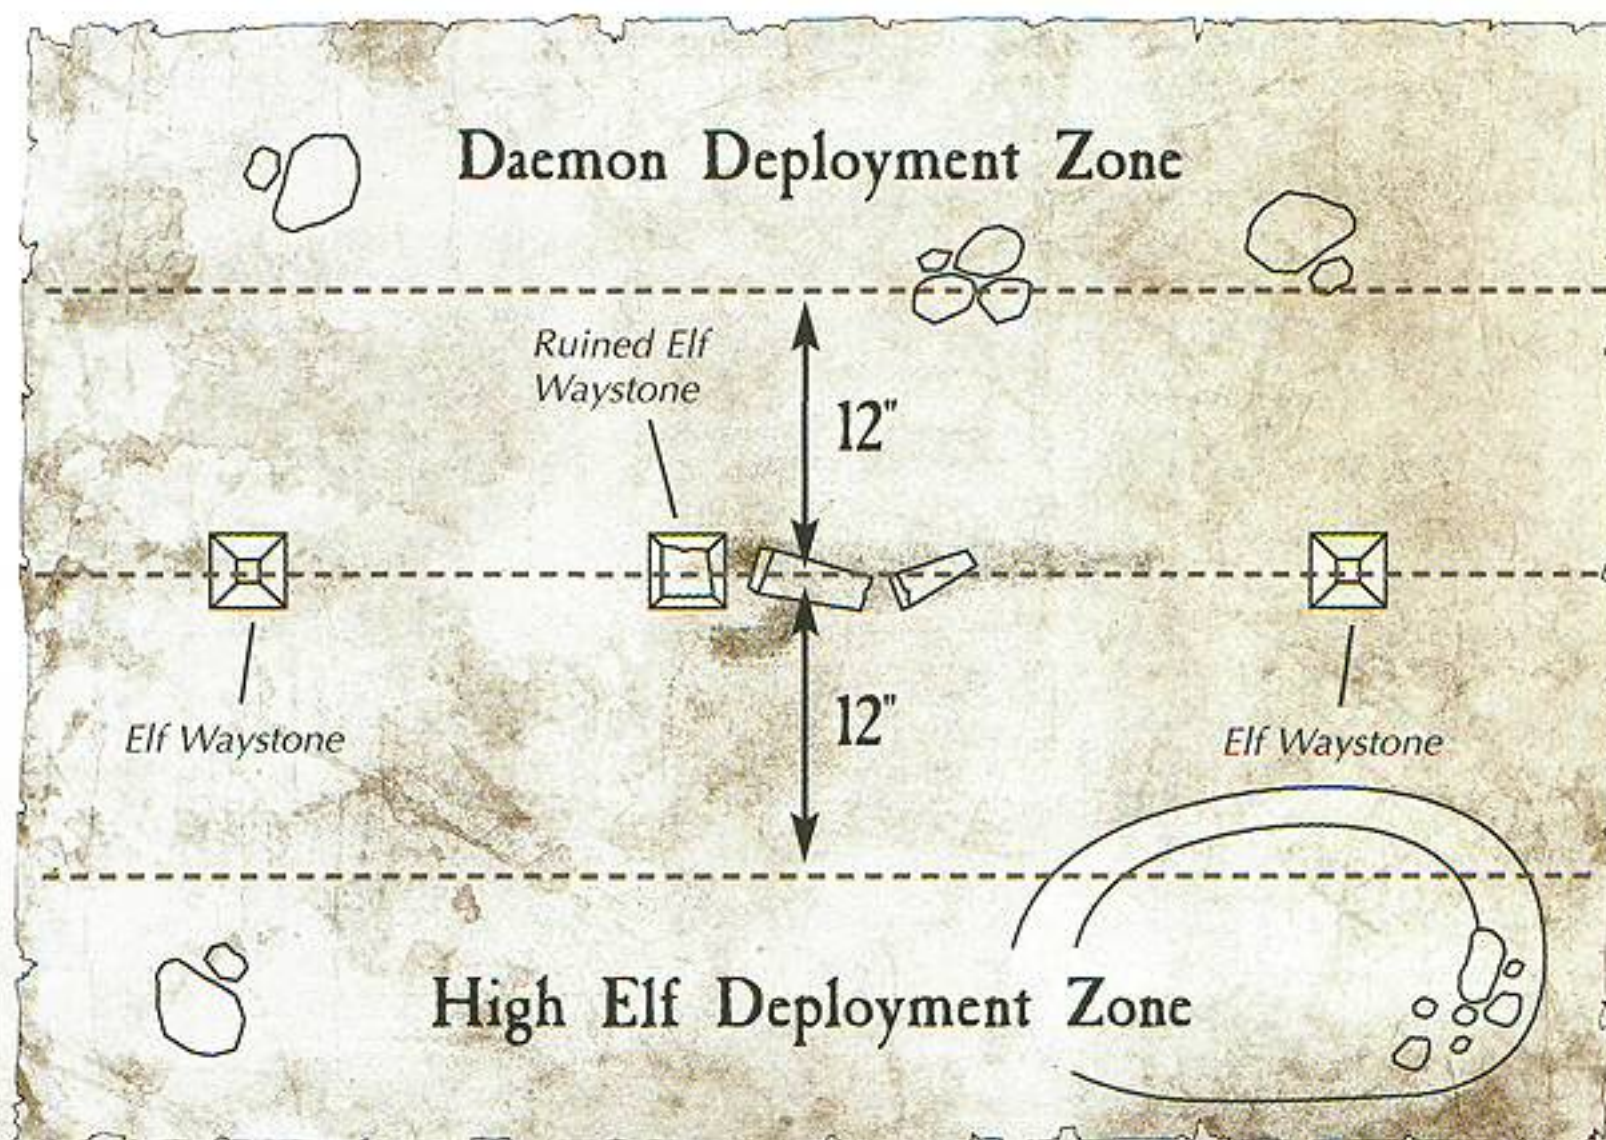 Daemon Deployment Zone
Ruined Elf
Waystone
12"
12"
Elf Waystone
Elf Waystone
High Elf Deployment Zone